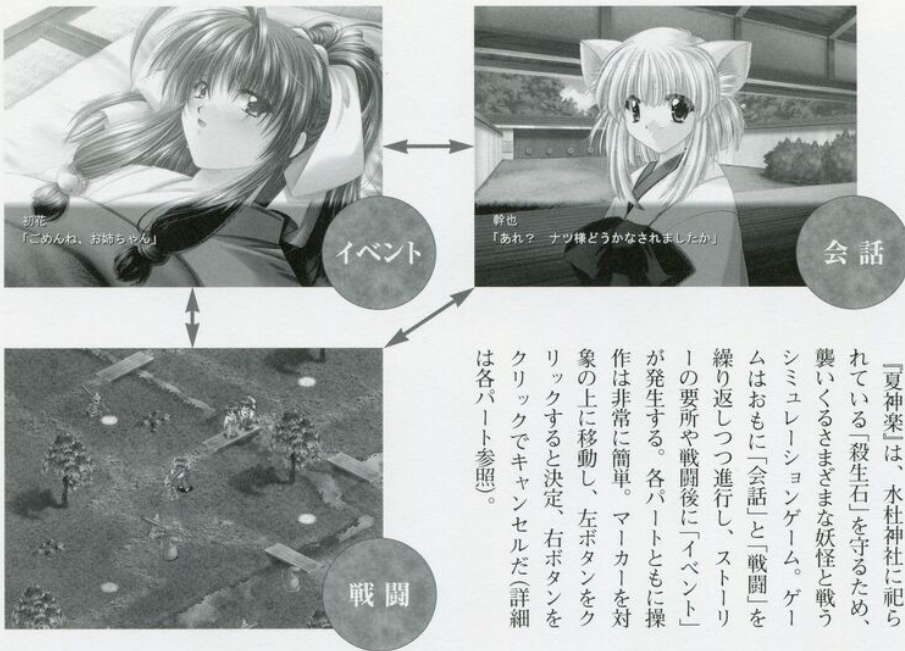 初花
「ごめんね、お姉ちゃん」
イベント
幹也
「あれ?　ナツ様どうかなされましたか」
会話
戦闘
『夏神楽』は、水杜神社に祀ら
れている「殺生石」を守るため、
襲いくるさまざまな妖怪と戦う
シミュレーションゲーム。ゲー
ムはおもに「会話」と「戦闘」を
繰り返しつつ進行し、ストーリ
ーの要所や戦闘後に「イベント」
が発生する。各パートともに操
作は非常に簡単。マーカーを対
象の上に移動し、左ボタンをク
リックすると決定、右ボタンを
クリックでキャンセルだ(詳細
は各パート参照)。